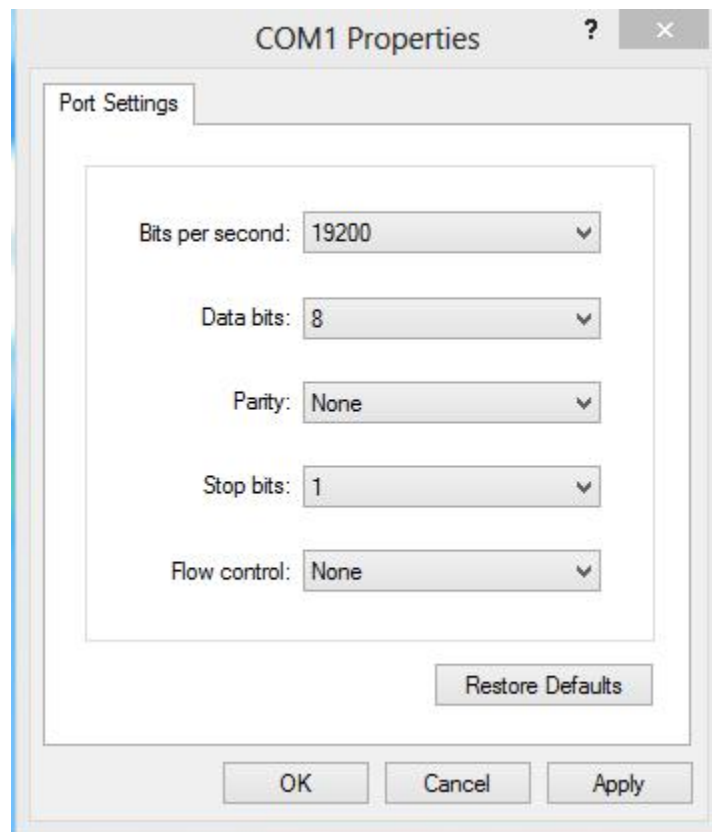 COM1 Properties ?
Port Settings
Bits per second: 19200
Data bits: 8
Parity: None
Stop bits: 1
Flow control: None
Restore Defaults
OK Cancel Apply